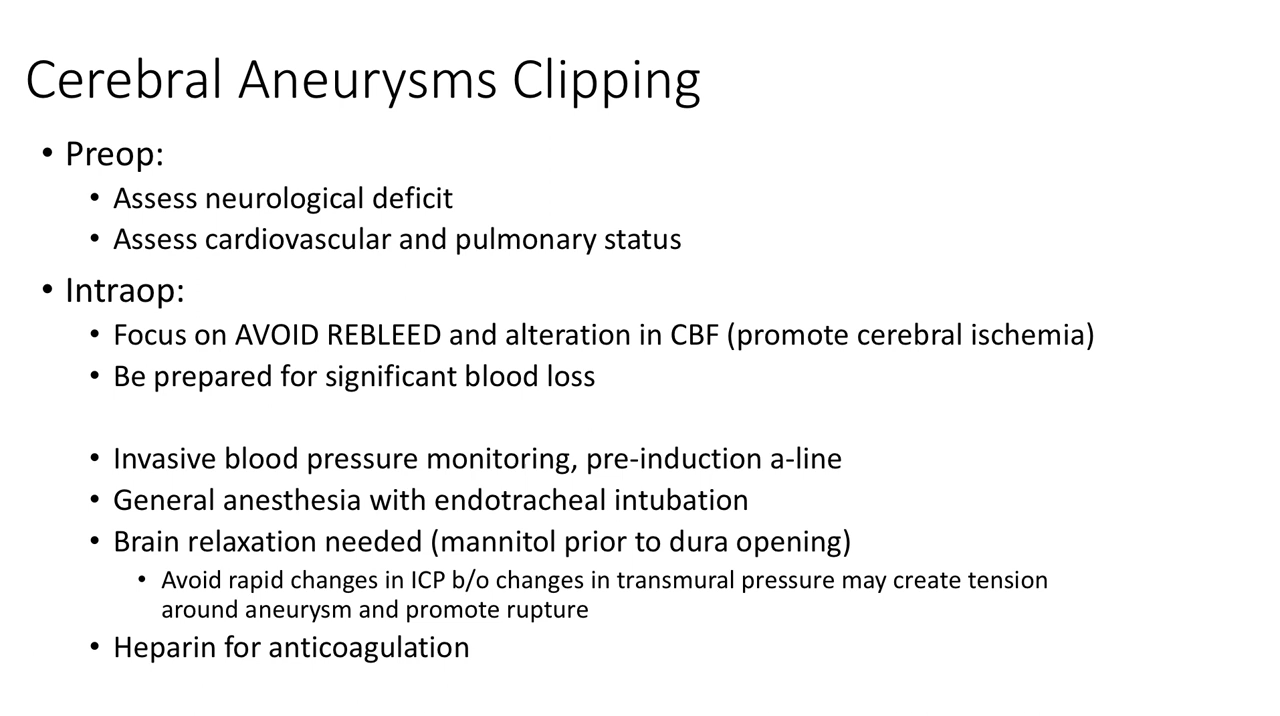 Cerebral Aneurysms Clipping
• Preop:
• Assess neurological deficit
• Assess cardiovascular and pulmonary status
• Intraop:
• Focus on AVOID REBLEED and alteration in CBF (promote cerebral ischemia)
• Be prepared for significant blood loss
• Invasive blood pressure monitoring, pre-induction a-line
• General anesthesia with endotracheal intubation
• Brain relaxation needed (mannitol prior to dura opening)
• Avoid rapid changes in ICP b/o changes in transmural pressure may create tension
around aneurysm and promote rupture
• Heparin for anticoagulation